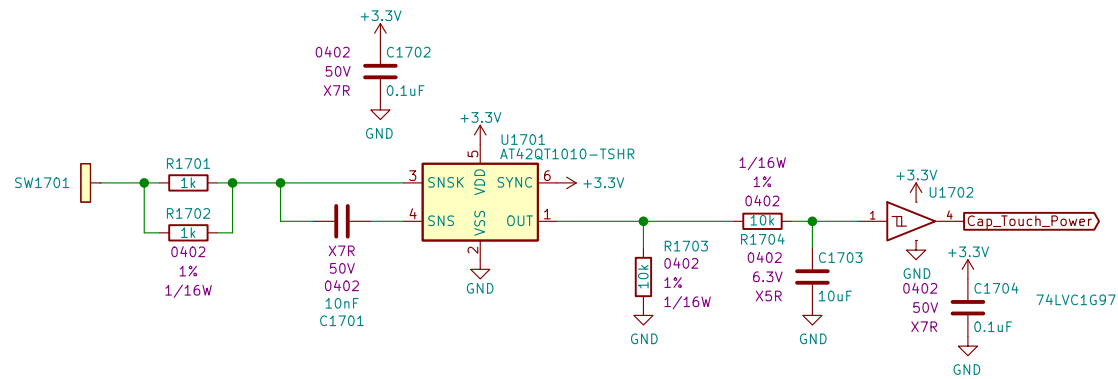 +3.3V
0402
50V
X7R
C1702
0.1uF
GND
SW1701
R1701
1k
R1702
1k
0402
1%
1/16W
X7R
50V
0402
10nF
C1701
+3.3V
U1701
AT42QT1010-TSHR
5
VDD
3
SNSK
SYNC
6
+3.3V
4
SNS
OUT
1
VSS
2
GND
R1703
10k
0402
1%
1/16W
GND
1/16W
1%
0402
10k
R1704
0402
6.3V
X5R
C1703
10uF
GND
+3.3V
U1702
1
4
Cap_Touch_Power
GND
+3.3V
0402
50V
X7R
C1704
0.1uF
GND
74LVC1G97